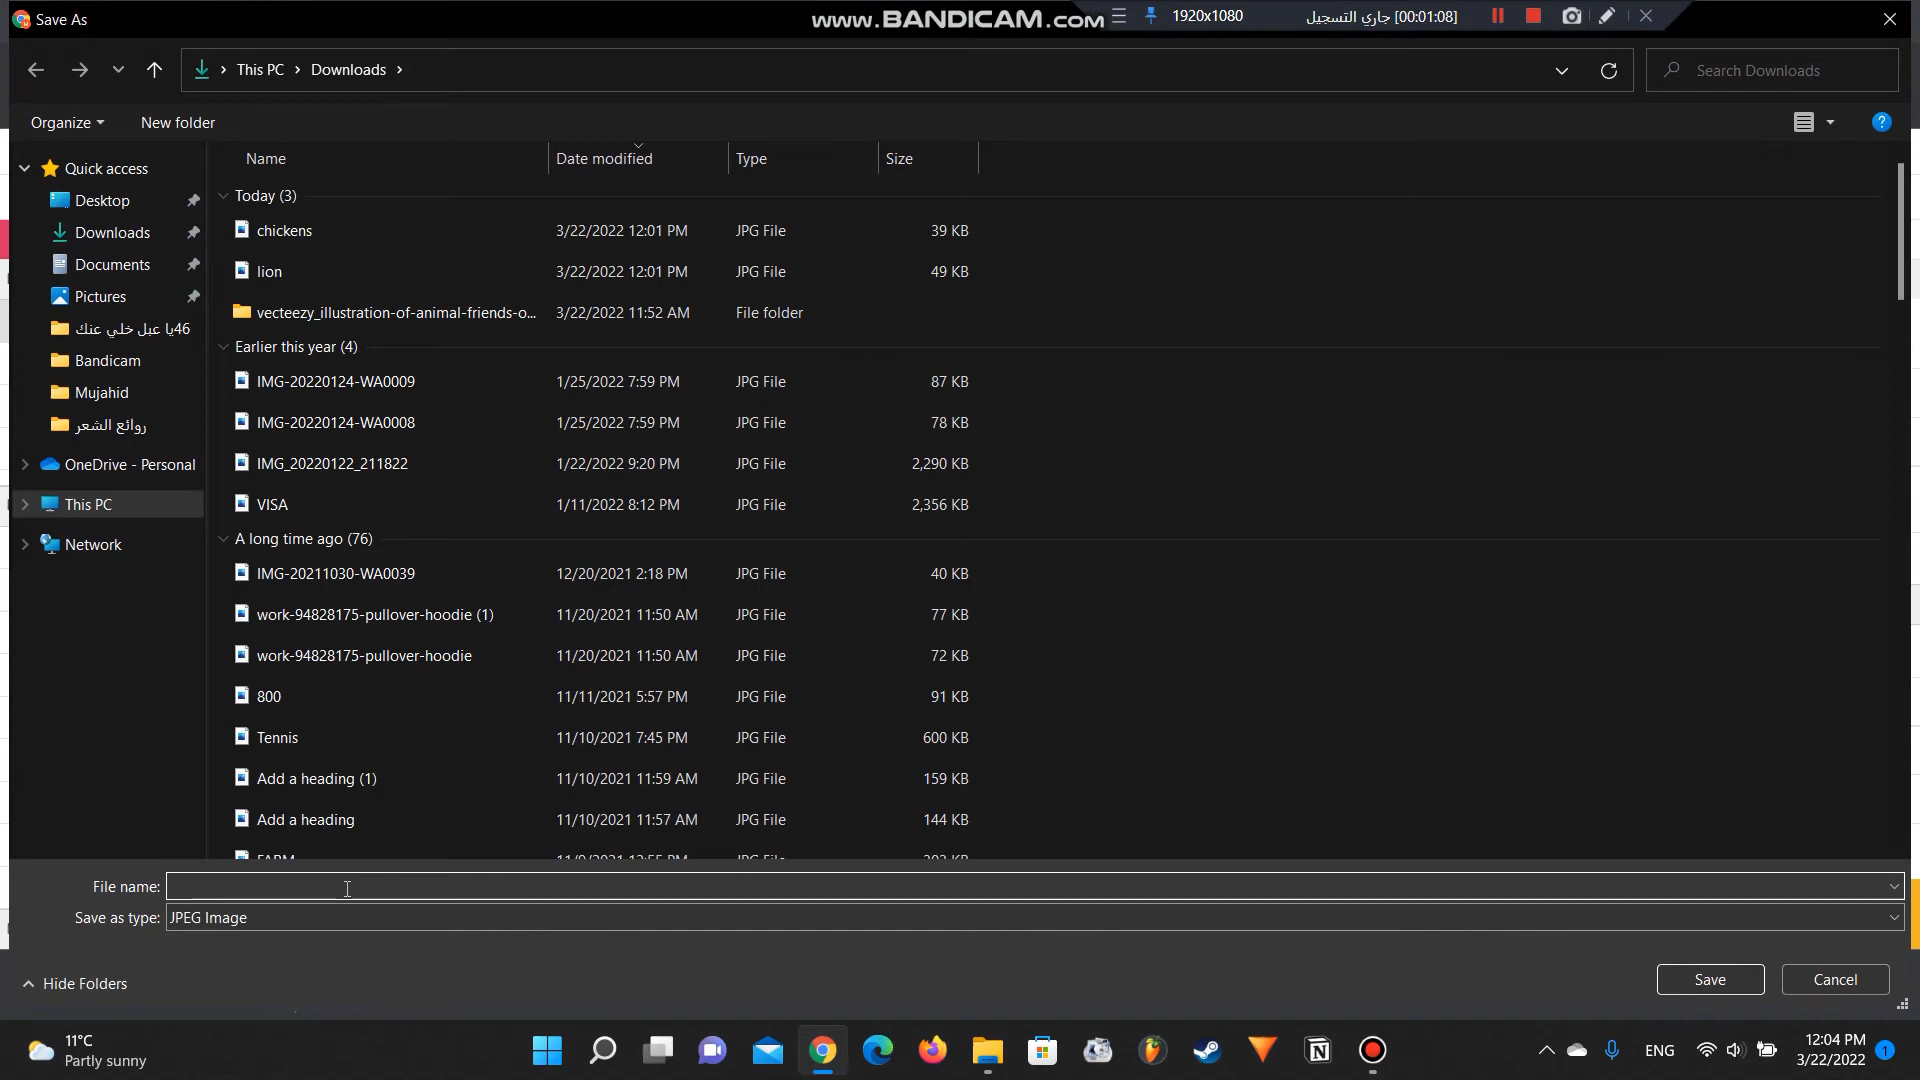 Save As
www.BANDICAM.com
1920x1080
جاري التسجيل [00:01:08]
This PC
Downloads
Search Downloads
Organize
New folder
Name
Date modified
Type
Size
Quick access
Desktop
Downloads
Documents
Pictures
46يا عبل خلي عنك
Bandicam
Mujahid
روائع الشعر
OneDrive - Personal
This PC
Network
Today (3)
chickens 3/22/2022 12:01 PM JPG File 39 KB
lion 3/22/2022 12:01 PM JPG File 49 KB
vecteezy_illustration-of-animal-friends-o... 3/22/2022 11:52 AM File folder
Earlier this year (4)
IMG-20220124-WA0009 1/25/2022 7:59 PM JPG File 87 KB
IMG-20220124-WA0008 1/25/2022 7:59 PM JPG File 78 KB
IMG_20220122_211822 1/22/2022 9:20 PM JPG File 2,290 KB
VISA 1/11/2022 8:12 PM JPG File 2,356 KB
A long time ago (76)
IMG-20211030-WA0039 12/20/2021 2:18 PM JPG File 40 KB
work-94828175-pullover-hoodie (1) 11/20/2021 11:50 AM JPG File 77 KB
work-94828175-pullover-hoodie 11/20/2021 11:50 AM JPG File 72 KB
800 11/11/2021 5:57 PM JPG File 91 KB
Tennis 11/10/2021 7:45 PM JPG File 600 KB
Add a heading (1) 11/10/2021 11:59 AM JPG File 159 KB
Add a heading 11/10/2021 11:57 AM JPG File 144 KB
File name:
Save as type: JPEG Image
Hide Folders
Save
Cancel
11°C
Partly sunny
ENG
12:04 PM
3/22/2022
1